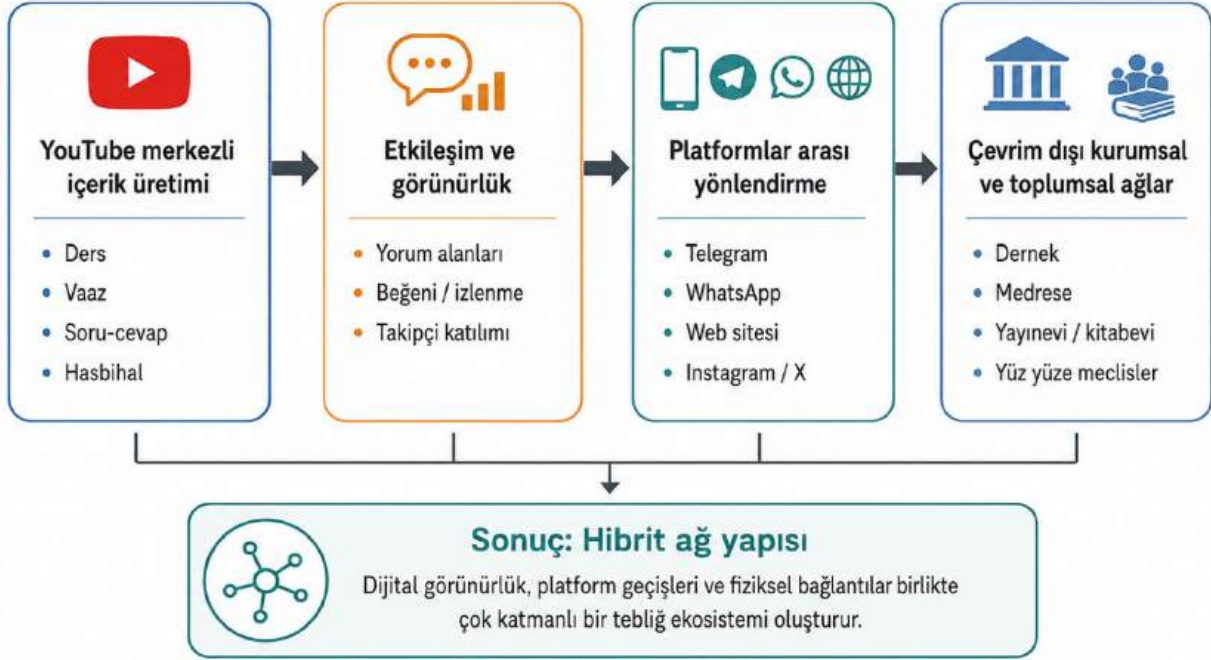 YouTube merkezli
içerik üretimi
• Ders
• Vaaz
• Soru-cevap
• Hasbihal
Etkileşim ve
görünürlük
• Yorum alanları
• Beğeni / izlenme
• Takipçi katılımı
Platformlar arası
yönlendirme
• Telegram
• WhatsApp
• Web sitesi
• Instagram / X
Çevrim dışı kurumsal
ve toplumsal ağlar
• Dernek
• Medrese
• Yayınevi / kitabevi
• Yüz yüze meclisler
Sonuç: Hibrit ağ yapısı
Dijital görünürlük, platform geçişleri ve fiziksel bağlantılar birlikte
çok katmanlı bir tebliğ ekosistemi oluşturur.